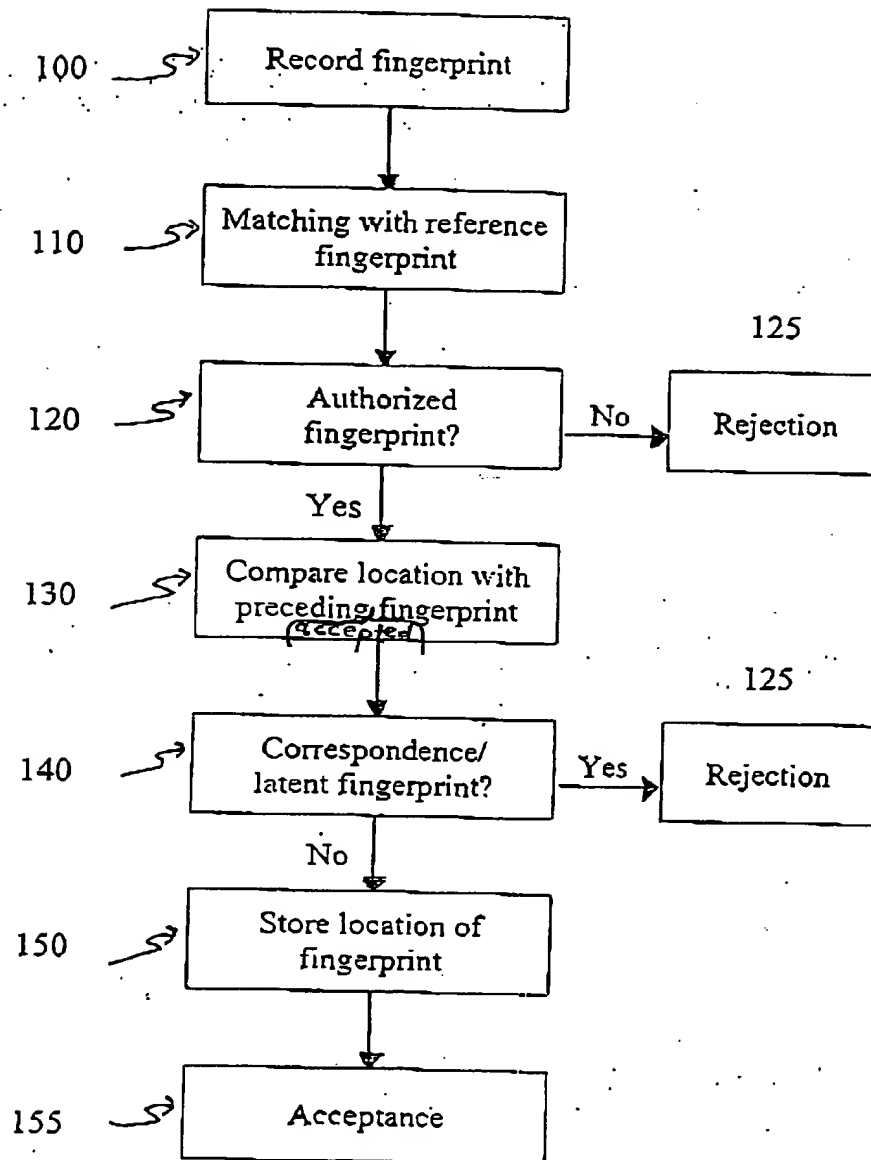 100
Record fingerprint
110
Matching with reference
fingerprint
125
120
Authorized
fingerprint?
No
Rejection
Yes
130
Compare location with
preceding fingerprint
(accepted)
125
140
Correspondence/
latent fingerprint?
Yes
Rejection
No
150
Store location of
fingerprint
155
Acceptance